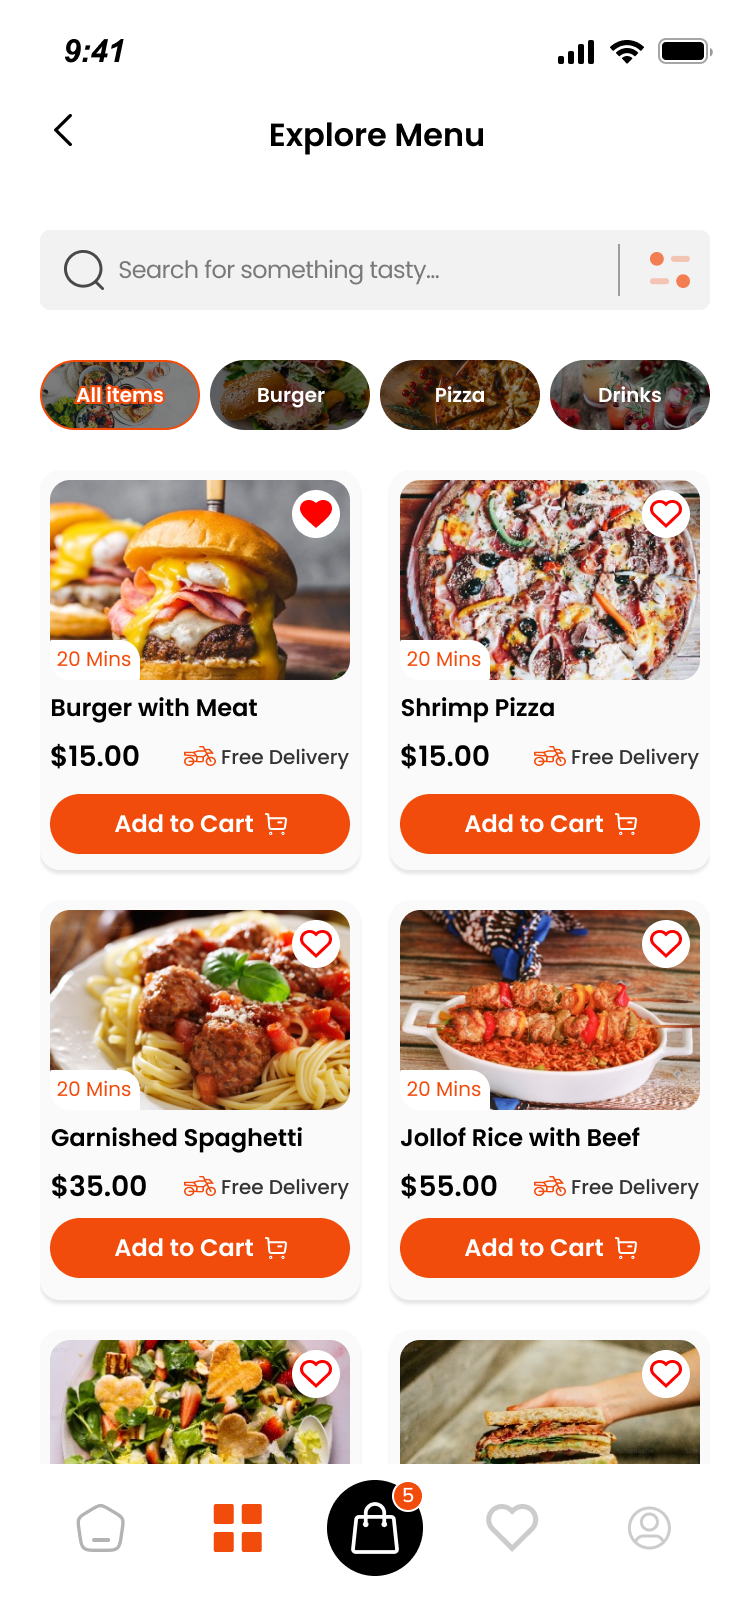 9:41
Explore Menu
Search for something tasty...
All items
Burger
Pizza
Drinks
20 Mins
20 Mins
Burger with Meat
Shrimp Pizza
$15.00
Free Delivery
$15.00
Free Delivery
Add to Cart
Add to Cart
20 Mins
20 Mins
Garnished Spaghetti
Jollof Rice with Beef
$35.00
Free Delivery
$55.00
Free Delivery
Add to Cart
Add to Cart
5